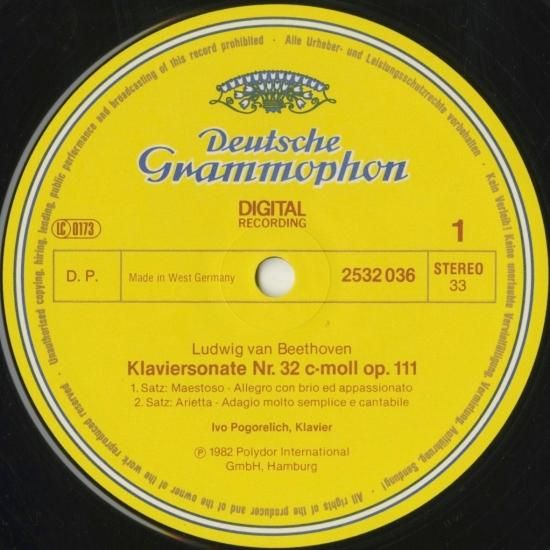 Unauthorised copying, hiring, lending, public performance and broadcasting of this record prohibited · Alle Urheber- und Leistungsschutzrechte vorbehalten · Kein Verleih! Keine unerlaubte Vervielfältigung, Vermietung, Aufführung, Sendung!
Deutsche
Grammophon
DIGITAL
RECORDING
LC 0173
1
D. P.
Made in West Germany
2532 036
STEREO
33
Ludwig van Beethoven
Klaviersonate Nr. 32 c-moll op. 111
1. Satz: Maestoso - Allegro con brio ed appassionato
2. Satz: Arietta - Adagio molto semplice e cantabile
Ivo Pogorelich, Klavier
℗ 1982 Polydor International
GmbH, Hamburg
All rights of the producer and of the owner of the work reproduced reserved